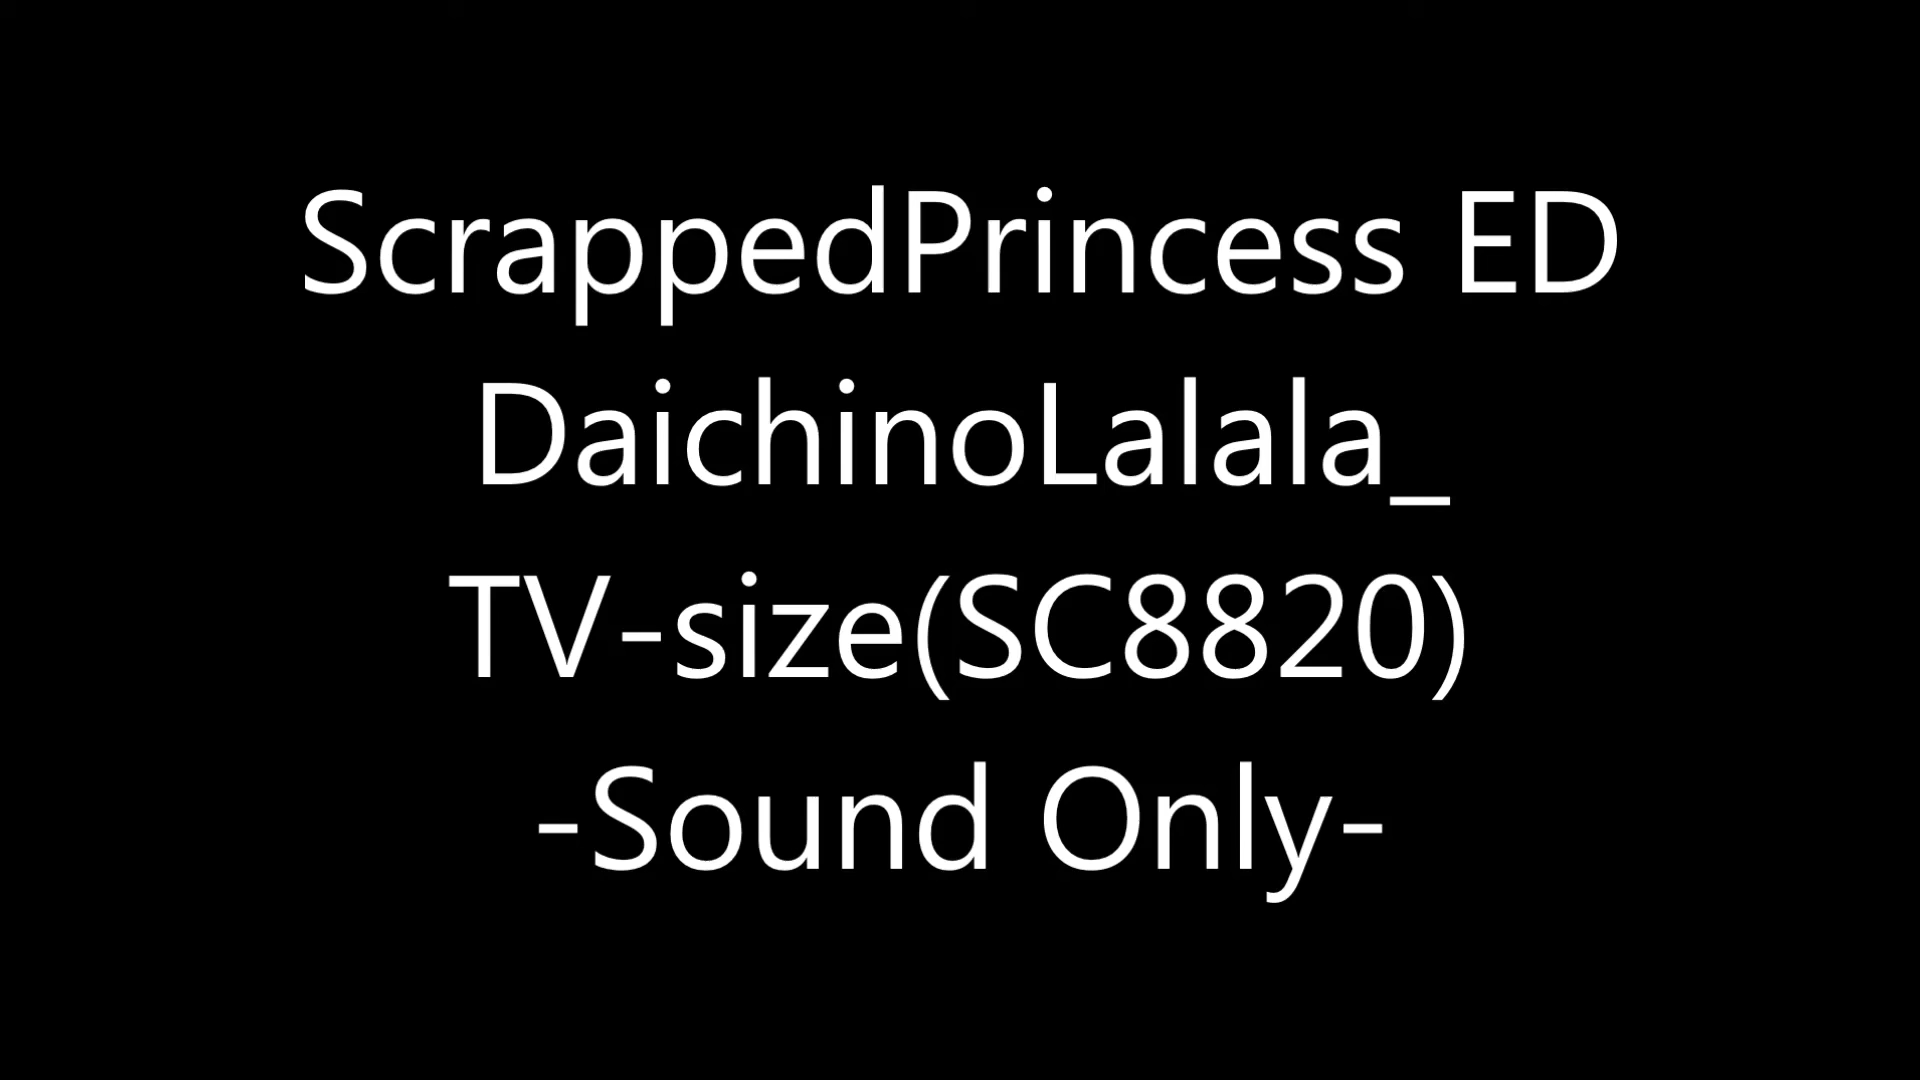 ScrappedPrincess ED
DaichinoLalala_
TV-size(SC8820)
-Sound Only-